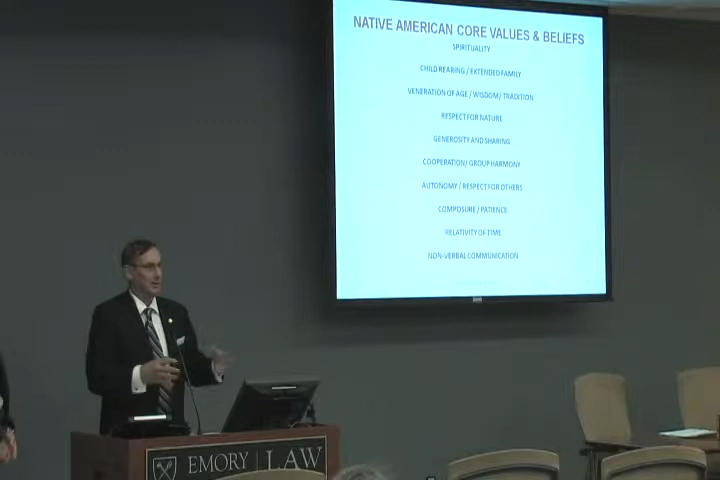 NATIVE AMERICAN CORE VALUES & BELIEFS
SPIRITUALITY
CHILD REARING / EXTENDED FAMILY
VENERATION OF AGE / WISDOM/ TRADITION
RESPECT FOR NATURE
GENEROSITY AND SHARING
COOPERATION/ GROUP HARMONY
AUTONOMY / RESPECT FOR OTHERS
COMPOSURE / PATIENCE
RELATIVITY OF TIME
NON-VERBAL COMMUNICATION
EMORY | LAW